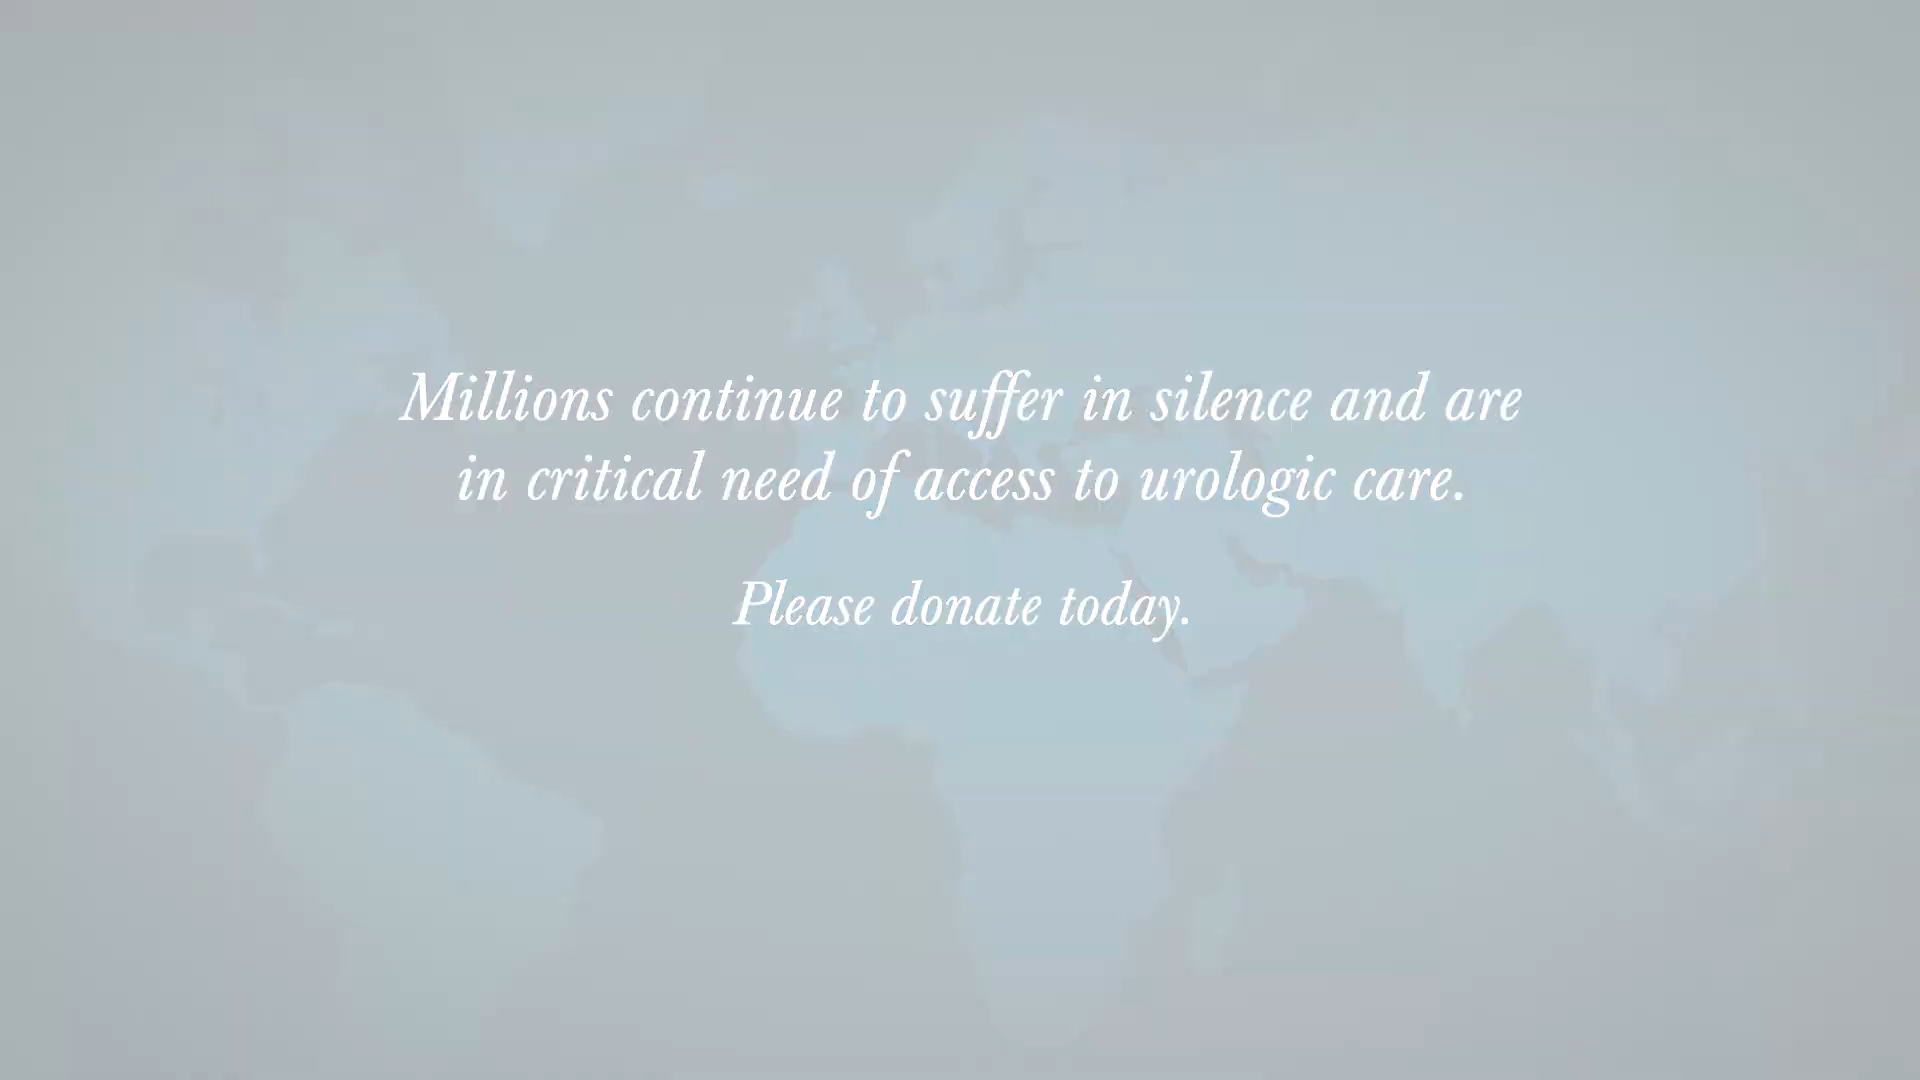 Millions continue to suffer in silence and are
in critical need of access to urologic care.
Please donate today.